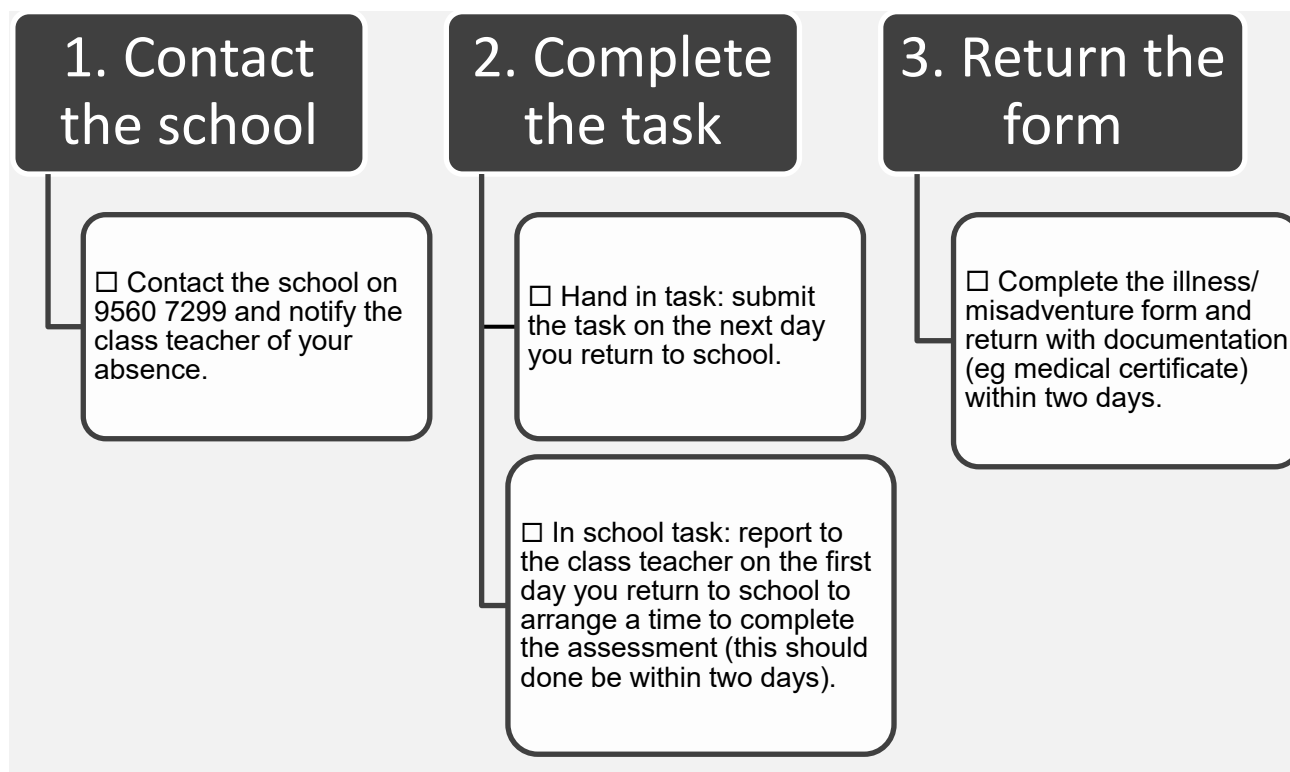 1. Contact
the school
☐ Contact the school on
9560 7299 and notify the
class teacher of your
absence.
2. Complete
the task
☐ Hand in task: submit
the task on the next day
you return to school.
☐ In school task: report to
the class teacher on the first
day you return to school to
arrange a time to complete
the assessment (this should
done be within two days).
3. Return the
form
☐ Complete the illness/
misadventure form and
return with documentation
(eg medical certificate)
within two days.